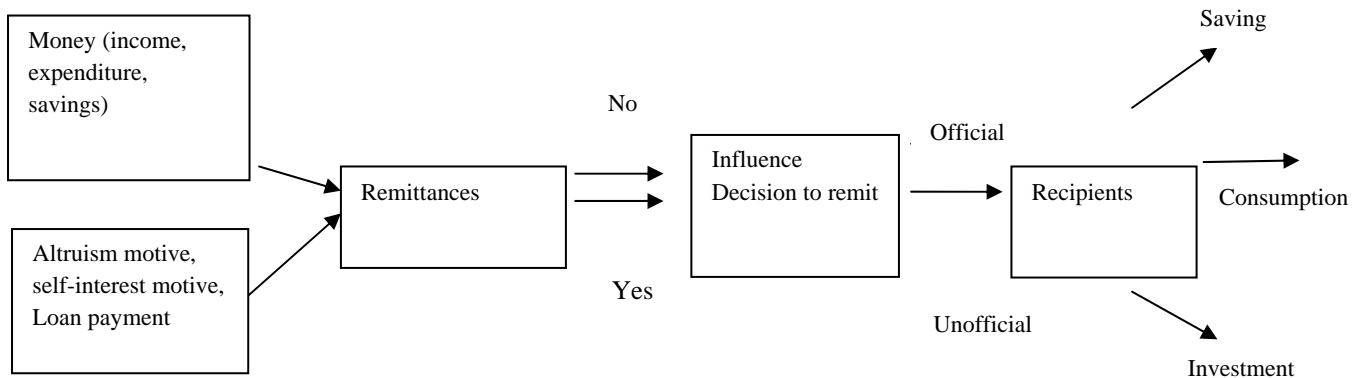 Money (income,
expenditure,
savings)
Altruism motive,
self-interest motive,
Loan payment
Remittances
No
Yes
Influence
Decision to remit
Official
Unofficial
Recipients
Saving
Consumption
Investment